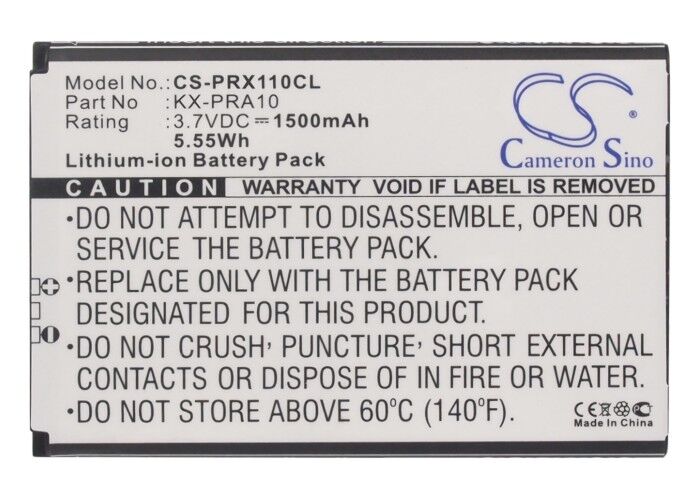 Model No.: CS-PRX110CL
Part No : KX-PRA10
Rating : 3.7VDC 1500mAh
5.55Wh
Lithium-ion Battery Pack
CS
Cameron Sino
CAUTION WARRANTY VOID IF LABEL IS REMOVED.
•DO NOT ATTEMPT TO DISASSEMBLE, OPEN OR
SERVICE THE BATTERY PACK.
•REPLACE ONLY WITH THE BATTERY PACK
DESIGNATED FOR THIS PRODUCT.
•DO NOT CRUSH, PUNCTURE, SHORT EXTERNAL
CONTACTS OR DISPOSE OF IN FIRE OR WATER.
•DO NOT STORE ABOVE 60°C (140°F).
CE
Made in China